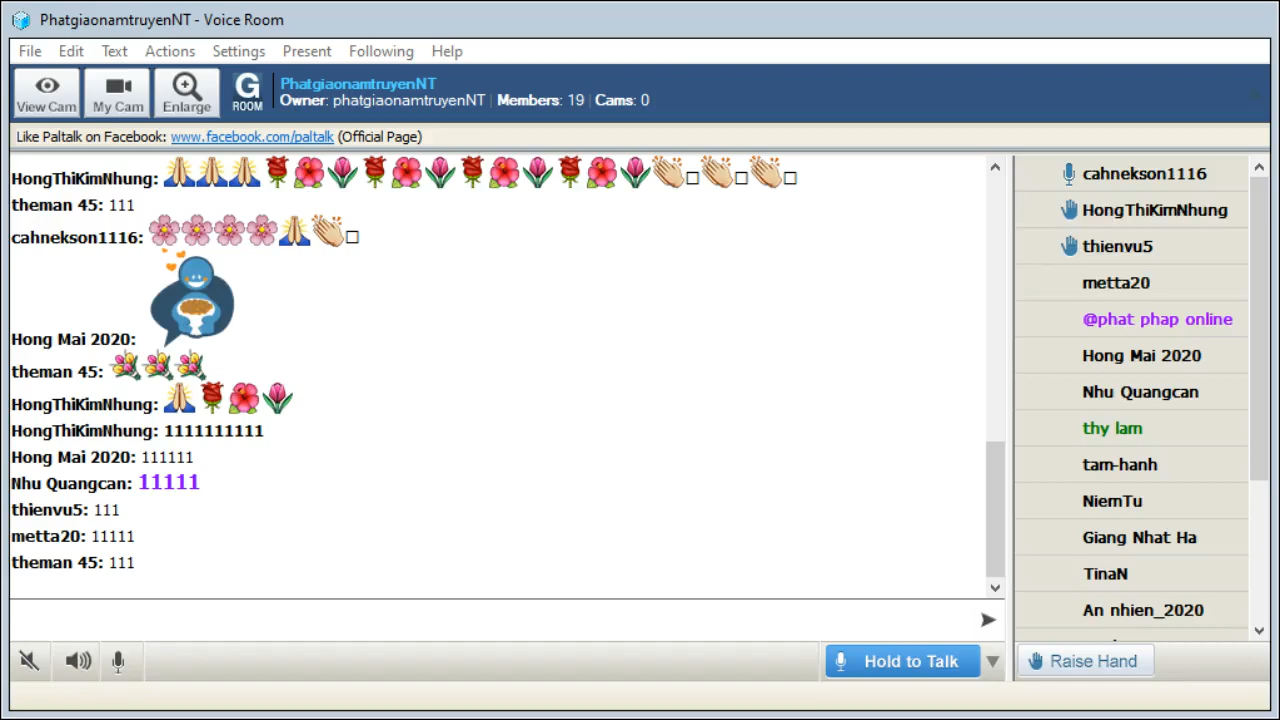 PhatgiaonamtruyenNT - Voice Room
File Edit Text Actions Settings Present Following Help
View Cam My Cam Enlarge G ROOM
PhatgiaonamtruyenNT
Owner: phatgiaonamtruyenNT | Members: 19 | Cams: 0
Like Paltalk on Facebook: www.facebook.com/paltalk (Official Page)
HongThiKimNhung: 🙏🙏🙏🌹🌺🌷🌹🌺🌷🌹🌺🌷🌹🌺🌷👏□👏□👏□
theman 45: 111
cahnekson1116: 🌸🌸🌸🌸🙏👏□
Hong Mai 2020:
theman 45: 💐💐💐
HongThiKimNhung: 🙏🌹🌺🌷
HongThiKimNhung: 1111111111
Hong Mai 2020: 111111
Nhu Quangcan: 11111
thienvu5: 111
metta20: 11111
theman 45: 111
cahnekson1116
HongThiKimNhung
thienvu5
metta20
@phat phap online
Hong Mai 2020
Nhu Quangcan
thy lam
tam-hanh
NiemTu
Giang Nhat Ha
TinaN
An nhien_2020
Hold to Talk
Raise Hand